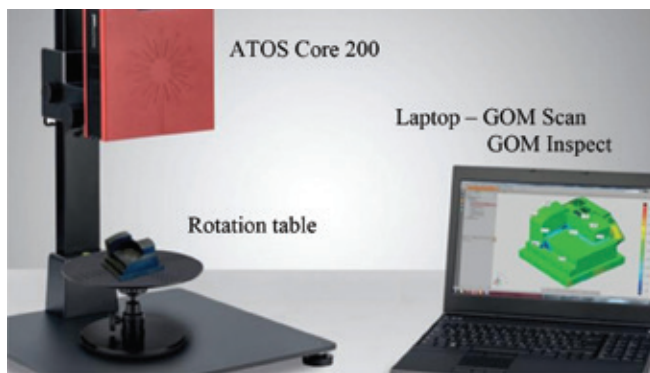 ATOS Core 200
Laptop – GOM Scan
GOM Inspect
Rotation table